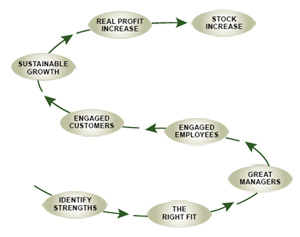 REAL PROFIT
INCREASE
STOCK
INCREASE
SUSTAINABLE
GROWTH
ENGAGED
CUSTOMERS
ENGAGED
EMPLOYEES
GREAT
MANAGERS
IDENTIFY
STRENGTHS
THE
RIGHT FIT